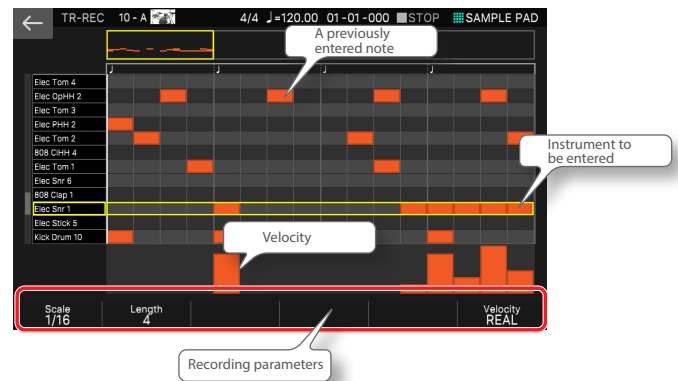 TR-REC 10 - A 4/4 ♩=120.00 01-01-000 STOP SAMPLE PAD
A previously
entered note
Elec Tom 4
Elec OpHH 2
Elec Tom 3
Elec PHH 2
Elec Tom 2
808 ClHH 4
Elec Tom 1
Elec Snr 6
808 Clap 1
Elec Snr 1
Elec Stick 5
Kick Drum 10
Instrument to
be entered
Velocity
Scale
1/16
Length
4
Velocity
REAL
Recording parameters